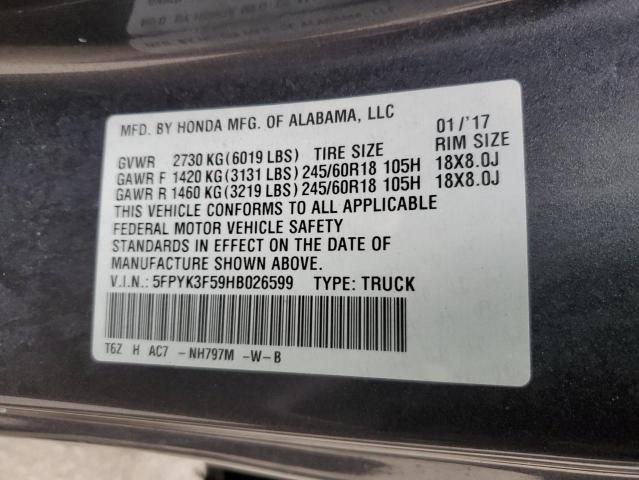 MFD. BY HONDA MFG. OF ALABAMA, LLC 01/'17
GVWR 2730 KG(6019 LBS) TIRE SIZE RIM SIZE
GAWR F 1420 KG(3131 LBS) 245/60R18 105H 18X8.0J
GAWR R 1460 KG(3219 LBS) 245/60R18 105H 18X8.0J
THIS VEHICLE CONFORMS TO ALL APPLICABLE
FEDERAL MOTOR VEHICLE SAFETY
STANDARDS IN EFFECT ON THE DATE OF
MANUFACTURE SHOWN ABOVE.
V.I.N.: 5FPYK3F59HB026599 TYPE: TRUCK
T6Z H AC7 -NH797M -W-B